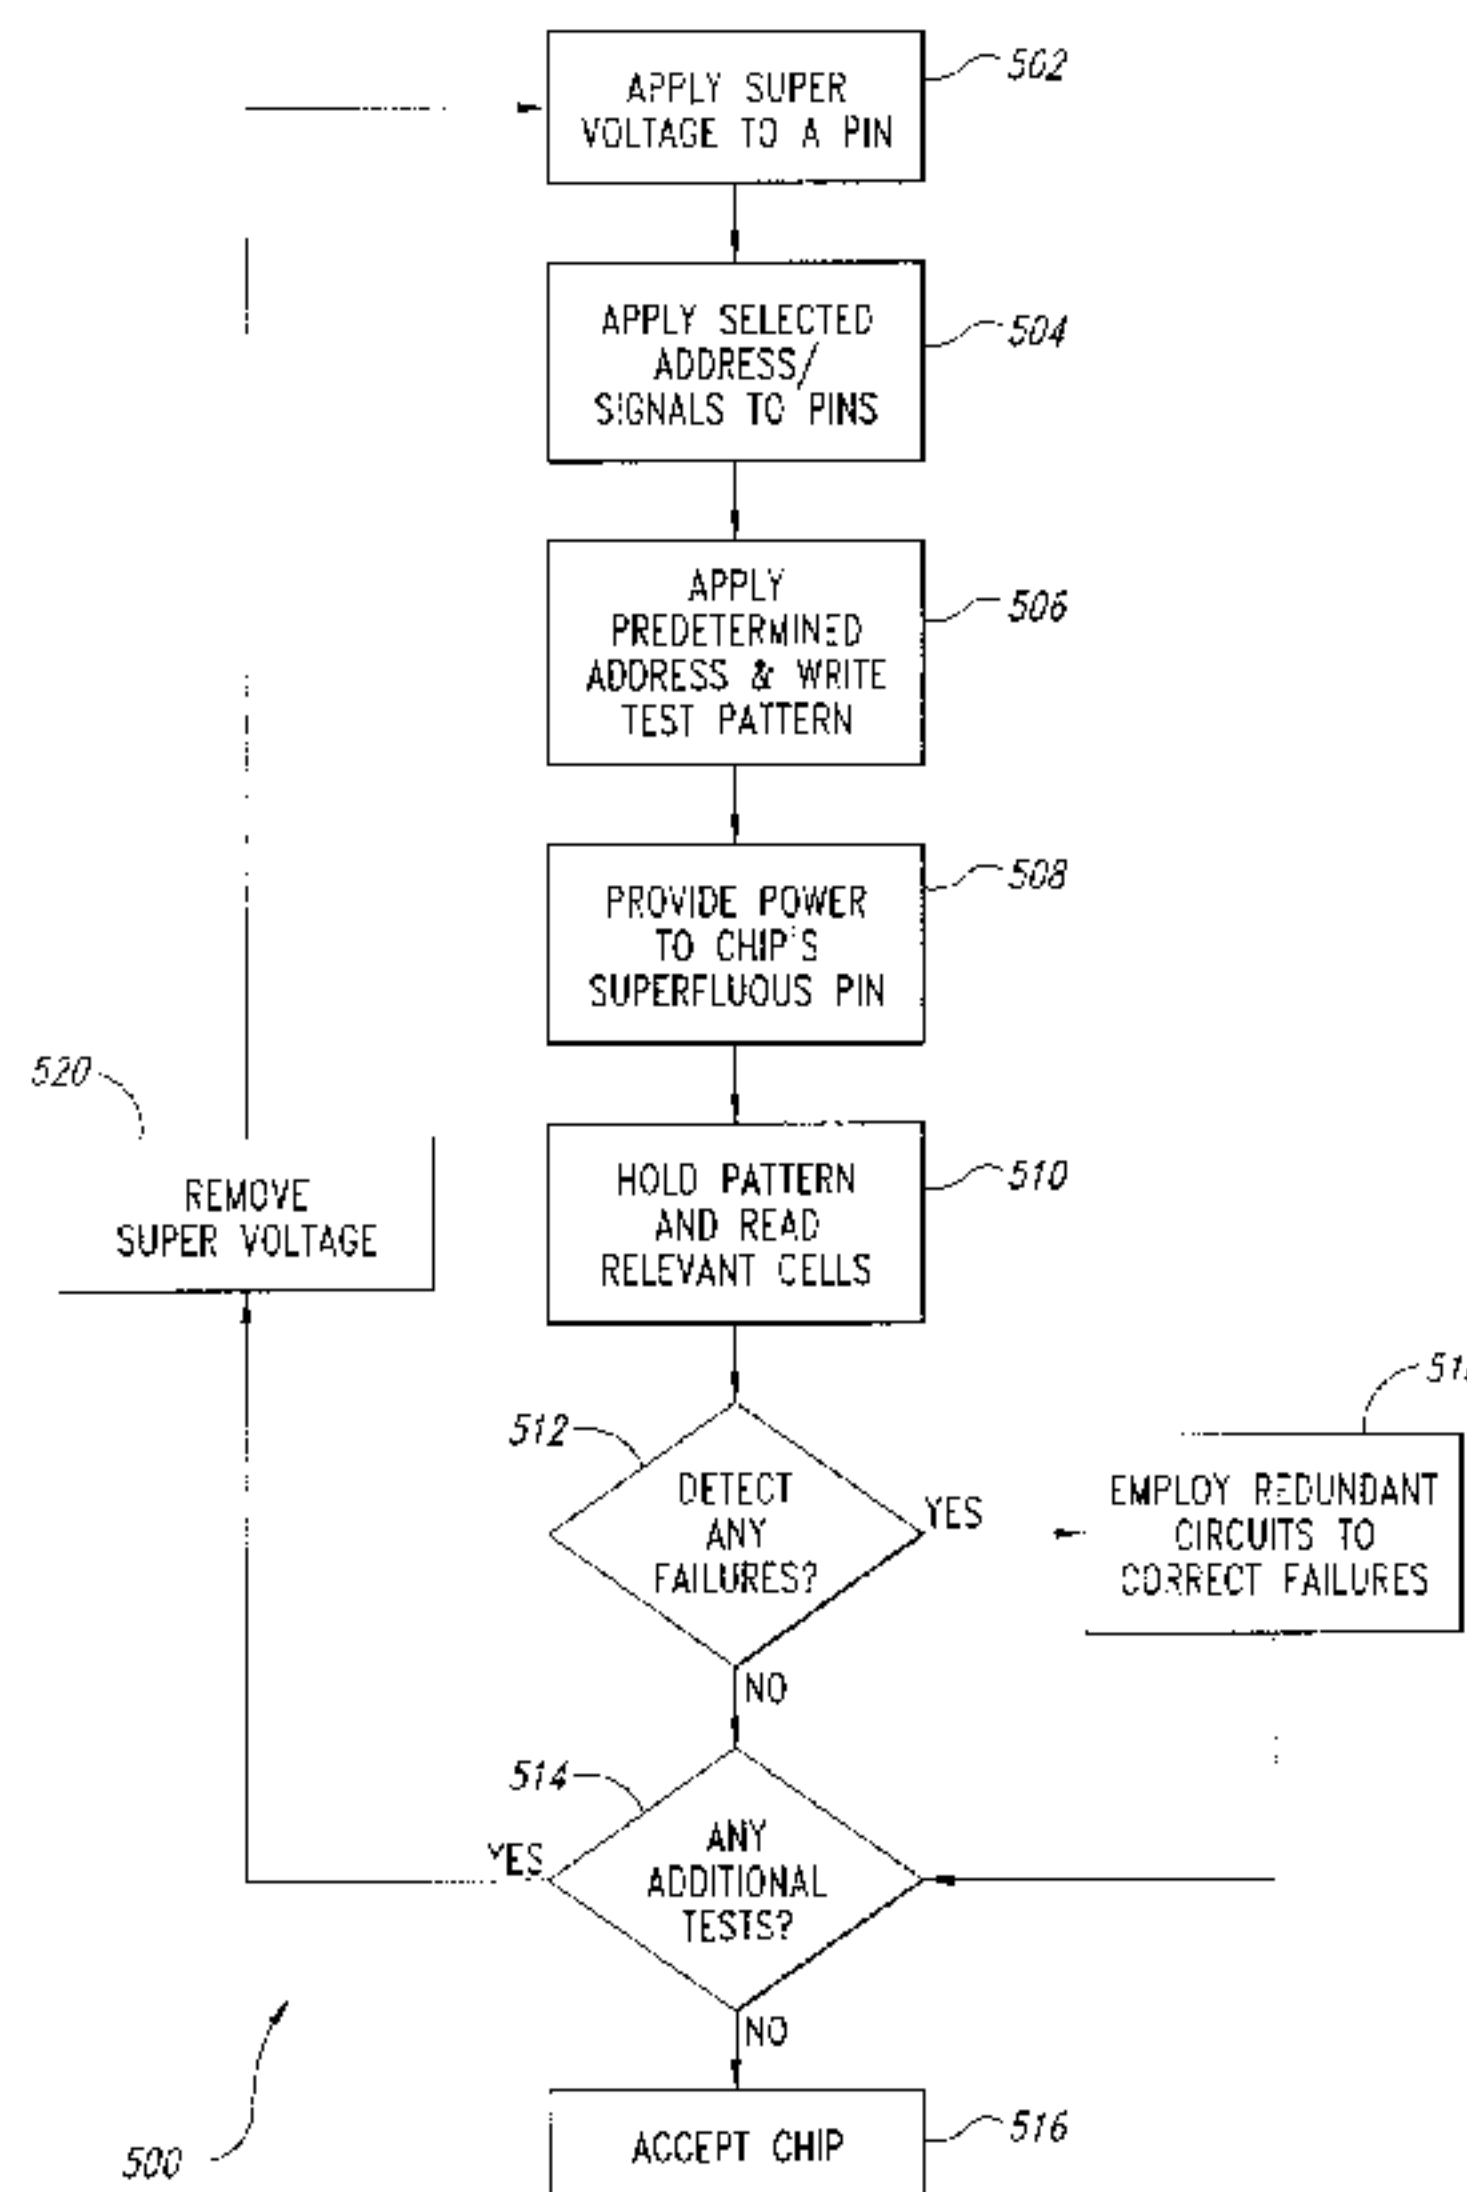 502
APPLY SUPER
VOLTAGE TO A PIN
504
APPLY SELECTED
ADDRESS/
SIGNALS TO PINS
506
APPLY
PREDETERMINED
ADDRESS & WRITE
TEST PATTERN
508
PROVIDE POWER
TO CHIP'S
SUPERFLUOUS PIN
520
REMOVE
SUPER VOLTAGE
510
HOLD PATTERN
AND READ
RELEVANT CELLS
512
DETECT
ANY
FAILURES?
YES
EMPLOY REDUNDANT
CIRCUITS TO
CORRECT FAILURES
NO
514
YES
ANY
ADDITIONAL
TESTS?
NO
516
ACCEPT CHIP
500